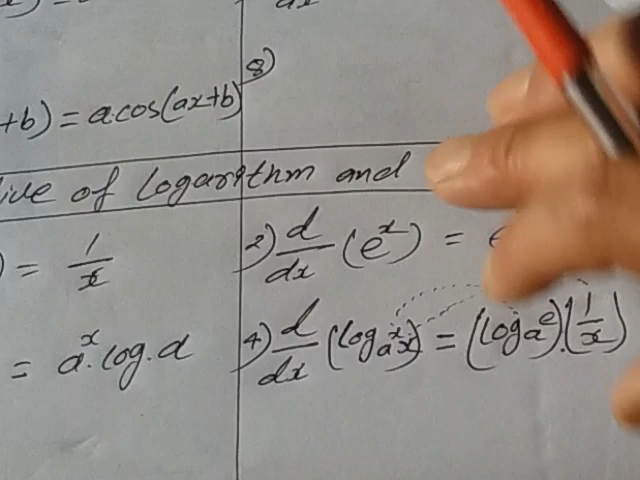 8)
+b) = a.cos(ax+b)
ive of Logarithm and
) = 1/x
2) d/dx (e^x) =
= a^x. log. a
4) d/dx (log_a^x x) = (log_a^e).(1/x)